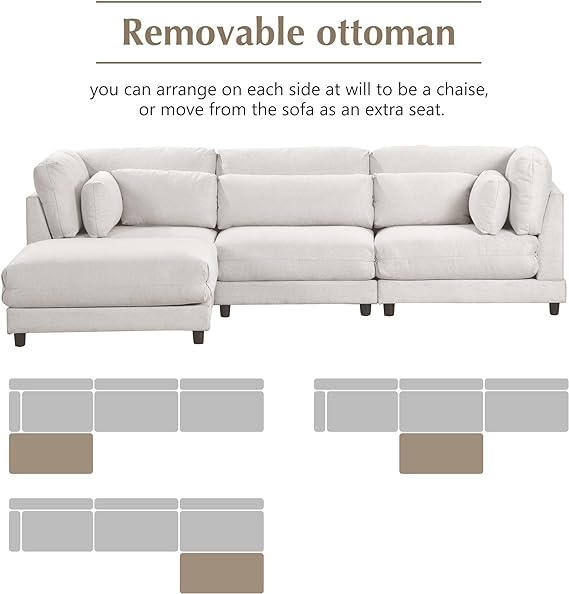 Removable ottoman
you can arrange on each side at will to be a chaise,
or move from the sofa as an extra seat.